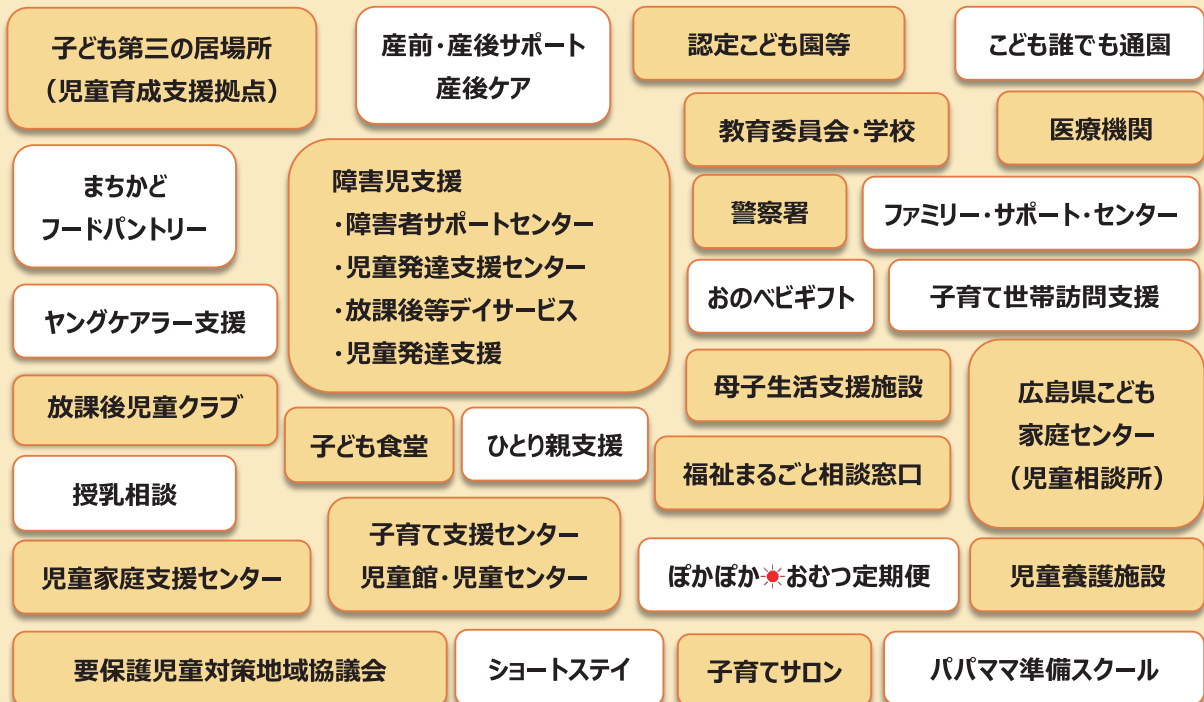 子ども第三の居場所
（児童育成支援拠点）
産前・産後サポート
産後ケア
認定こども園等
こども誰でも通園
教育委員会・学校
医療機関
まちかど
フードパントリー
障害児支援
・障害者サポートセンター
・児童発達支援センター
・放課後等デイサービス
・児童発達支援
警察署
ファミリー・サポート・センター
おのべビギフト
子育て世帯訪問支援
ヤングケアラー支援
母子生活支援施設
広島県こども
家庭センター
（児童相談所）
放課後児童クラブ
子ども食堂
ひとり親支援
福祉まるごと相談窓口
授乳相談
子育て支援センター
児童館・児童センター
児童家庭支援センター
ぽかぽか☀おむつ定期便
児童養護施設
要保護児童対策地域協議会
ショートステイ
子育てサロン
パパママ準備スクール